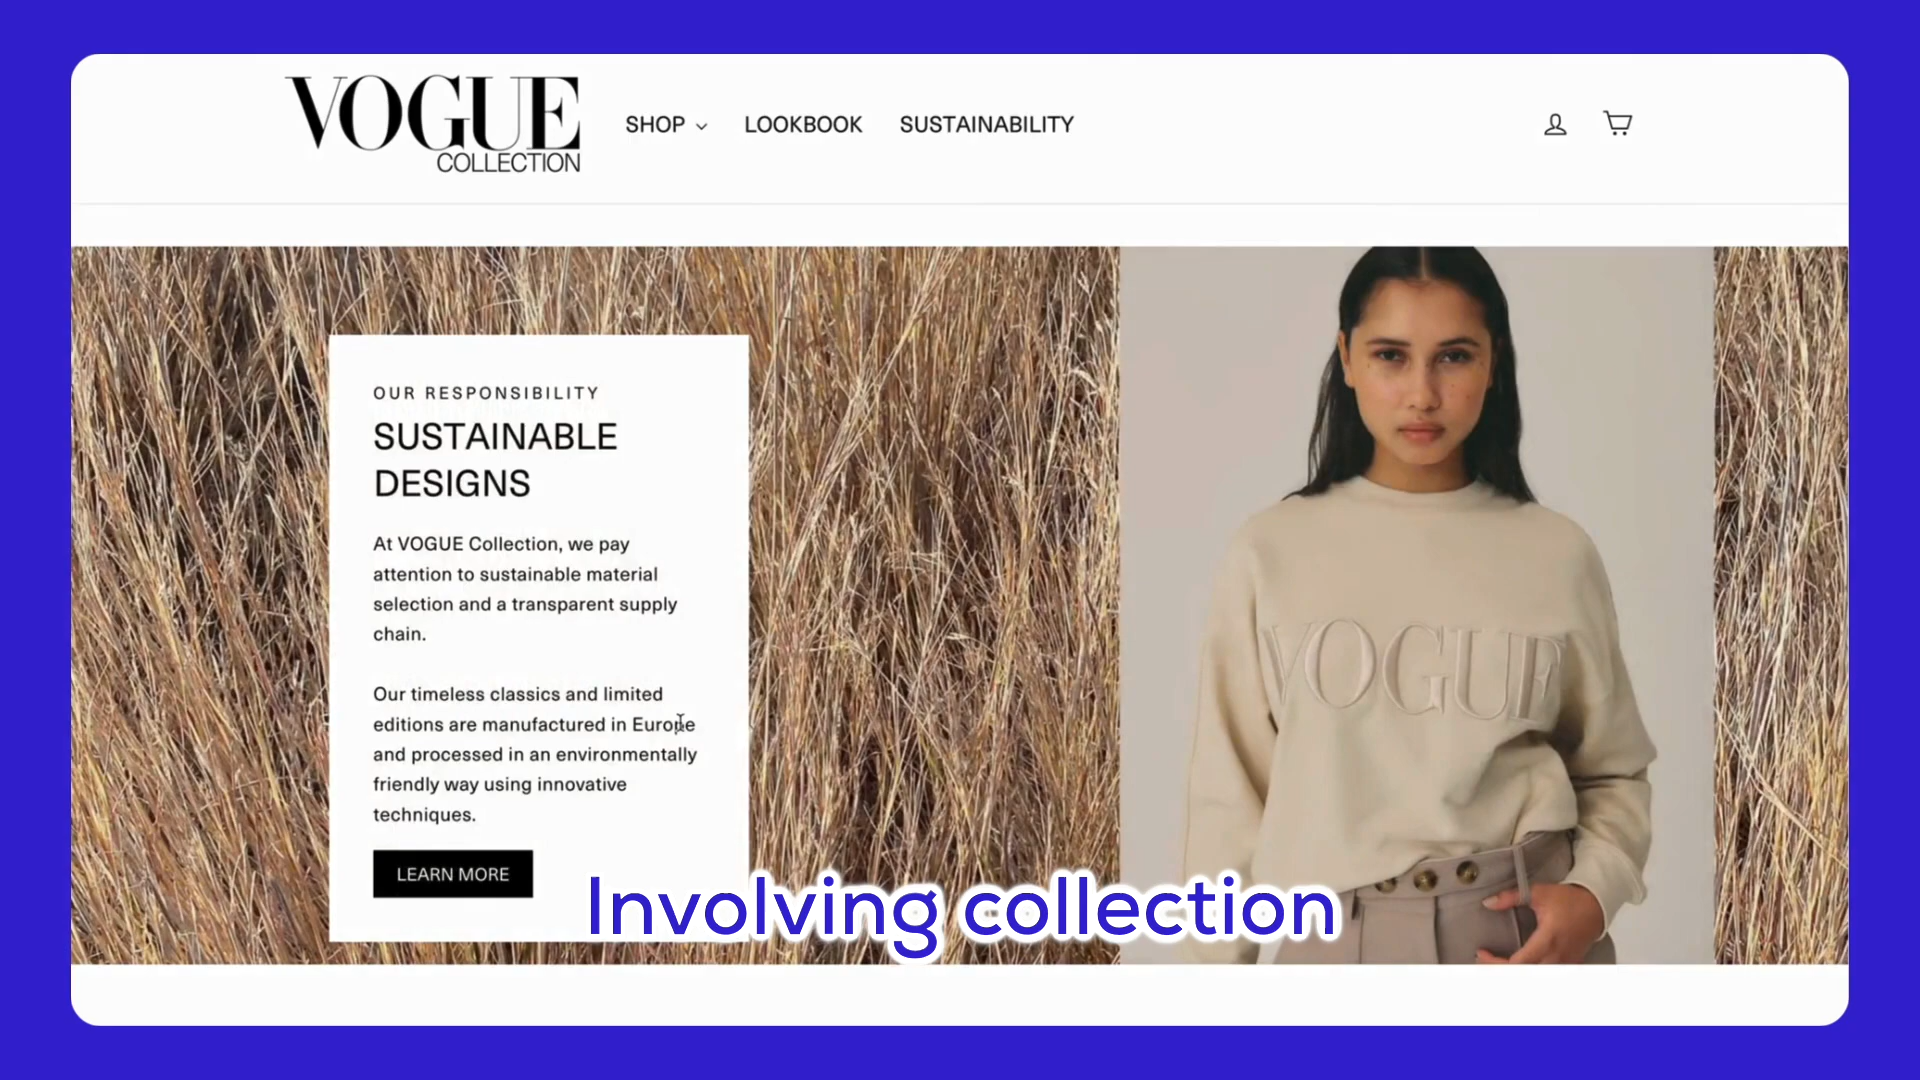 VOGUE
COLLECTION
SHOP
LOOKBOOK
SUSTAINABILITY
OUR RESPONSIBILITY
SUSTAINABLE
DESIGNS
At VOGUE Collection, we pay
attention to sustainable material
selection and a transparent supply
chain.
Our timeless classics and limited
editions are manufactured in Europe
and processed in an environmentally
friendly way using innovative
techniques.
LEARN MORE
VOGUE
Involving collection